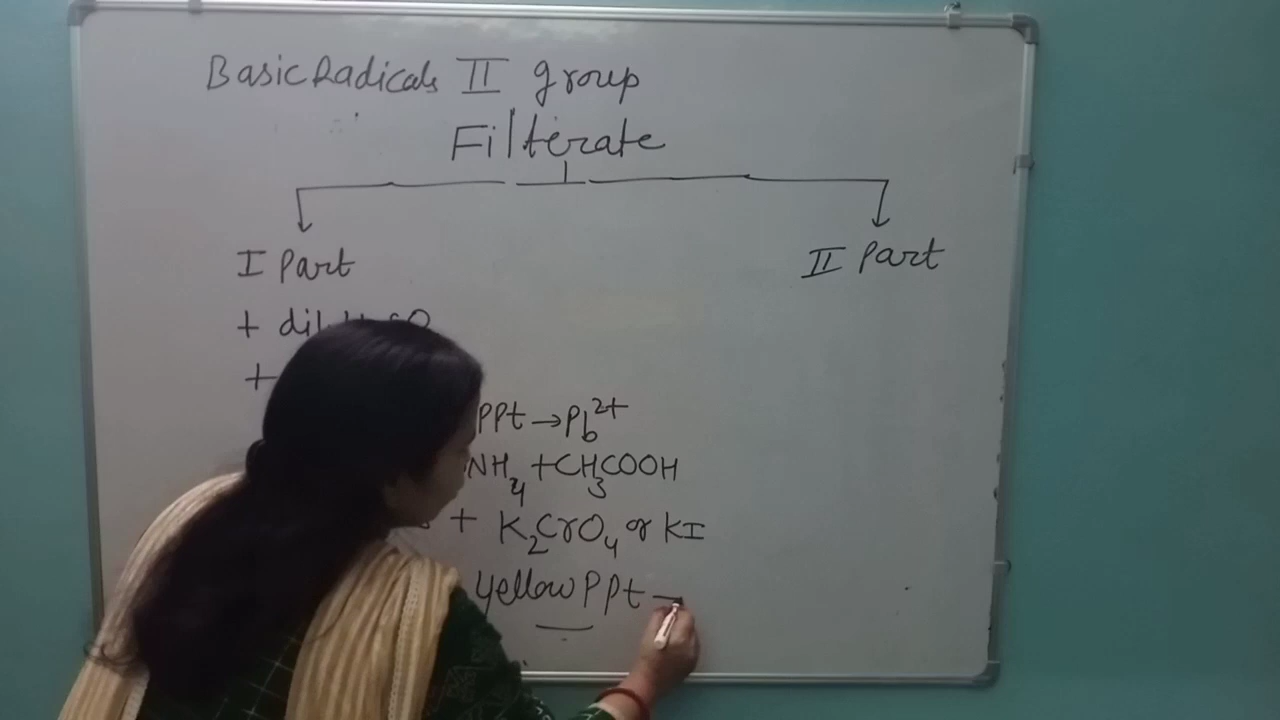 Basic Radicals II group
Filterate
I Part
II Part
+ dil
+
PPt → Pb2+
NH4 + CH3COOH
+ K2CrO4 or KI
Yellow PPt →